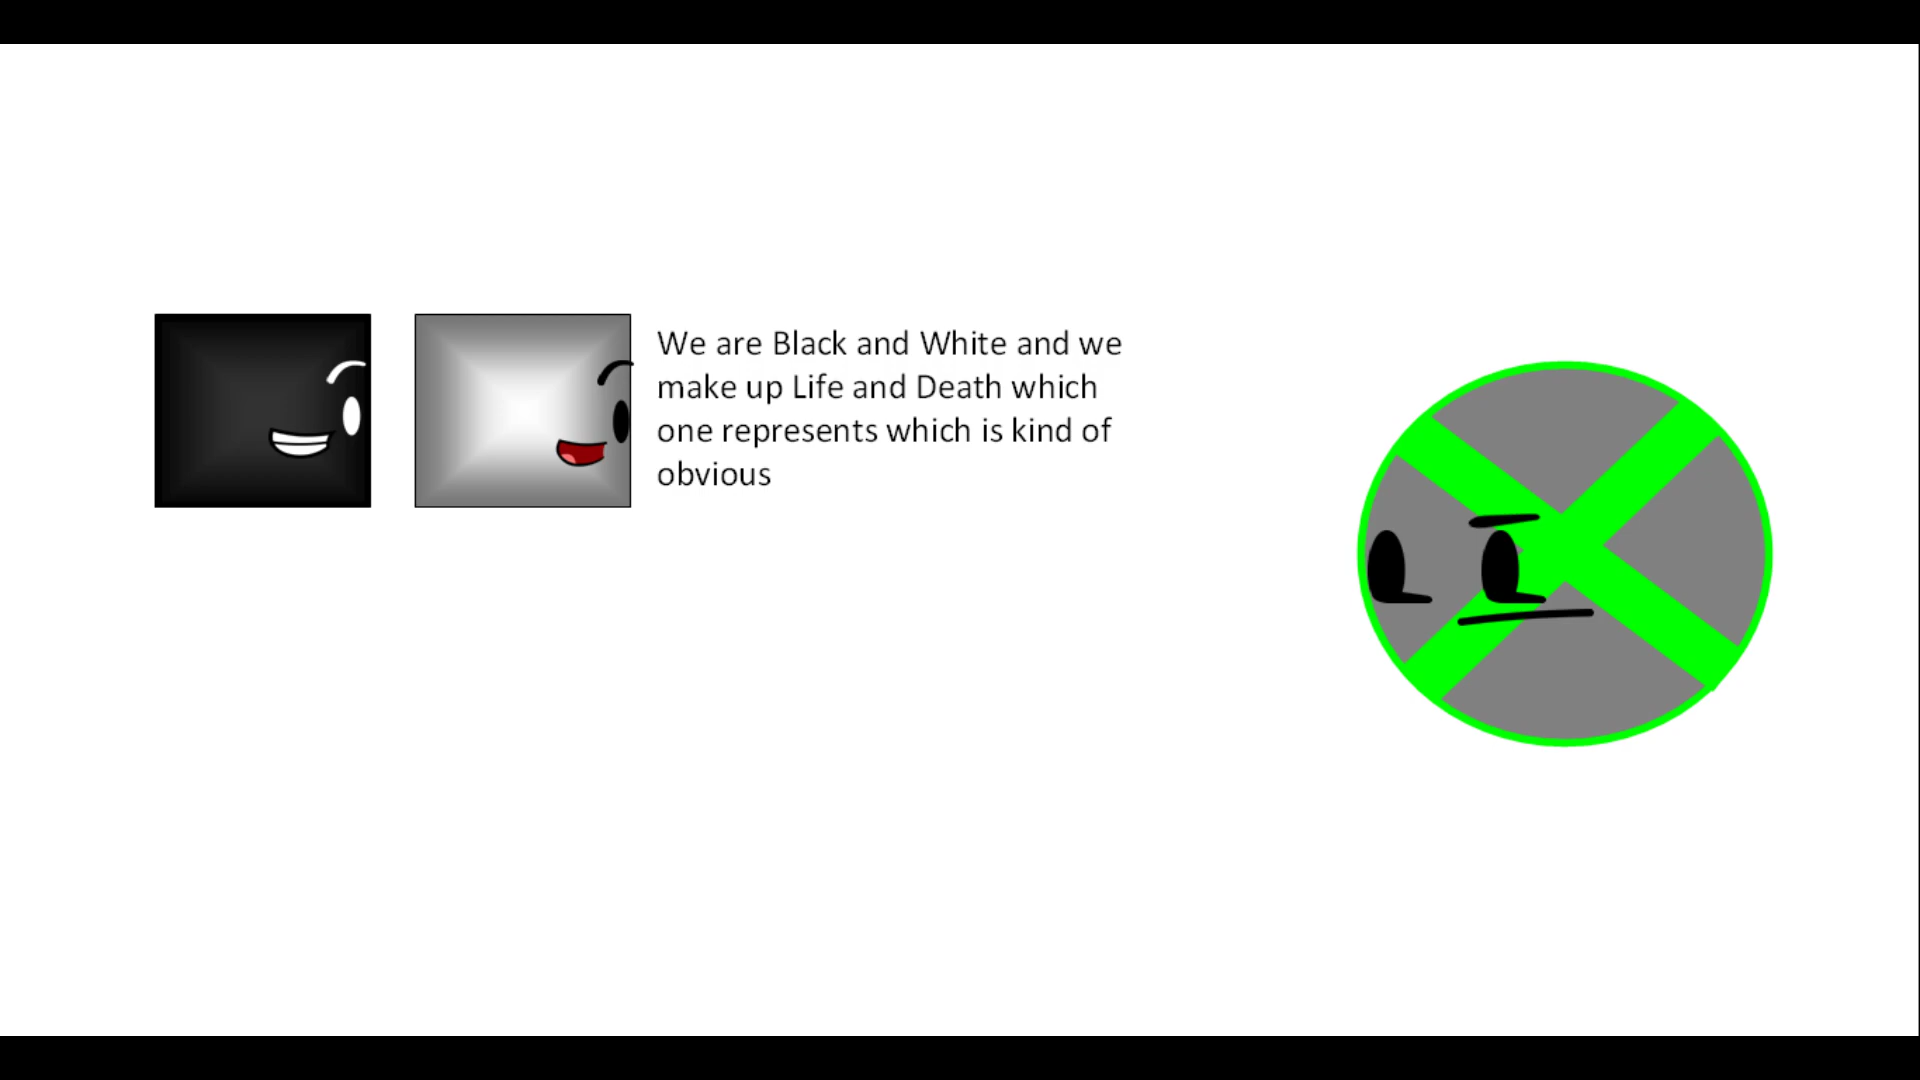 We are Black and White and we
make up Life and Death which
one represents which is kind of
obvious